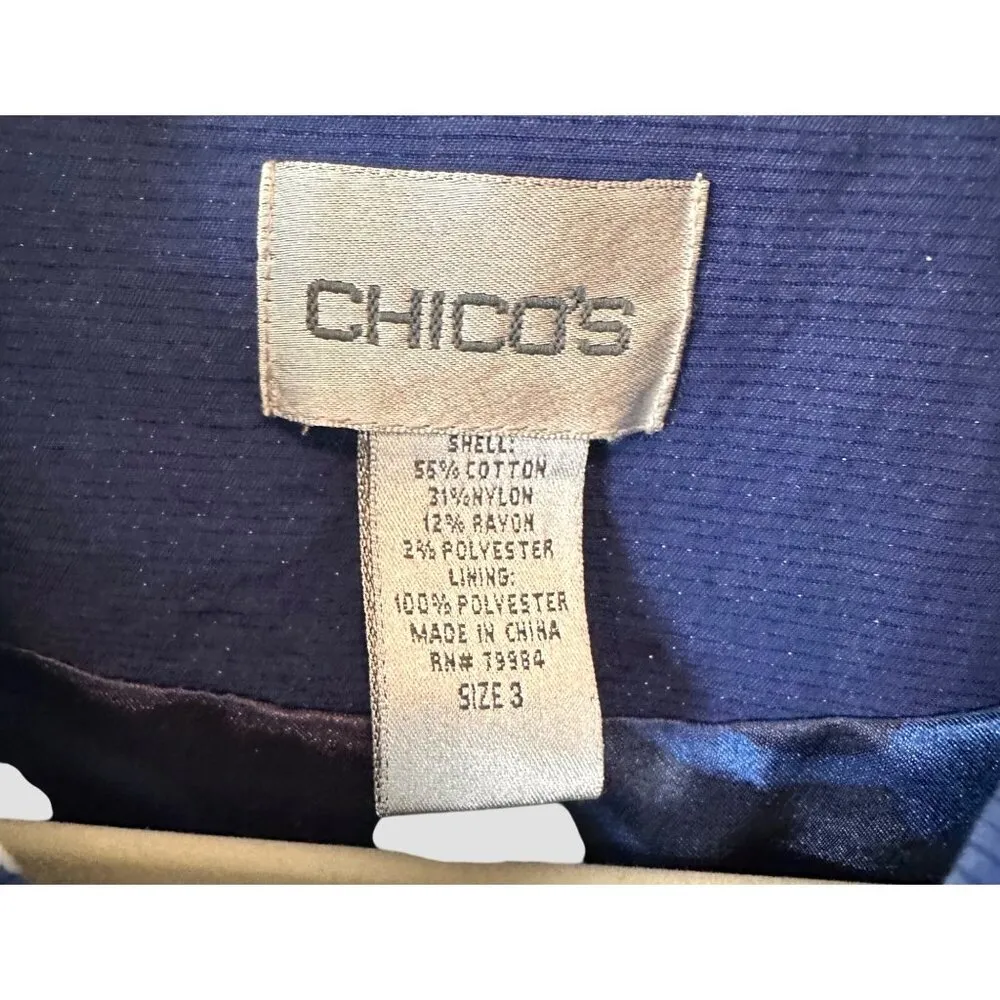 CHICO'S
SHELL:
55% COTTON
31% NYLON
12% RAYON
2% POLYESTER
LINING:
100% POLYESTER
MADE IN CHINA
RN# 79984
SIZE 3